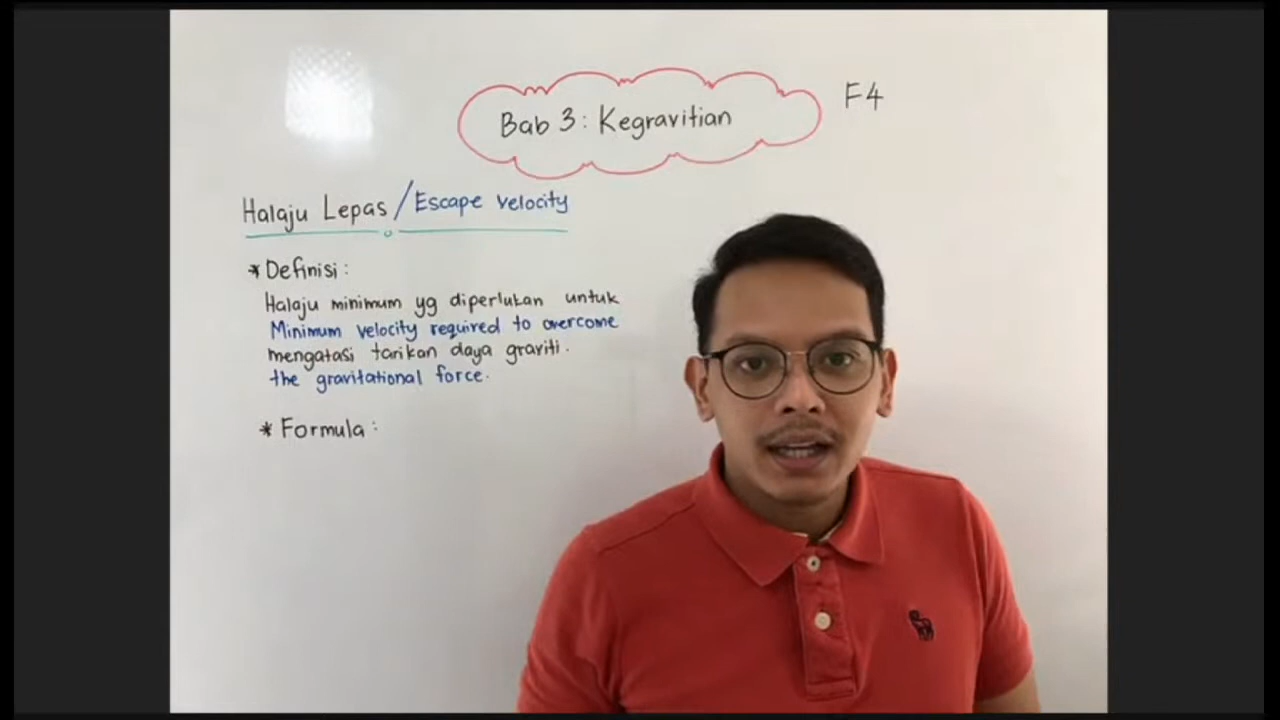 Bab 3: Kegravitian
F4
Halaju Lepas / Escape velocity
* Definisi:
Halaju minimum yg diperlukan untuk
Minimum velocity required to overcome
mengatasi tarikan daya graviti.
the gravitational force.
* Formula: